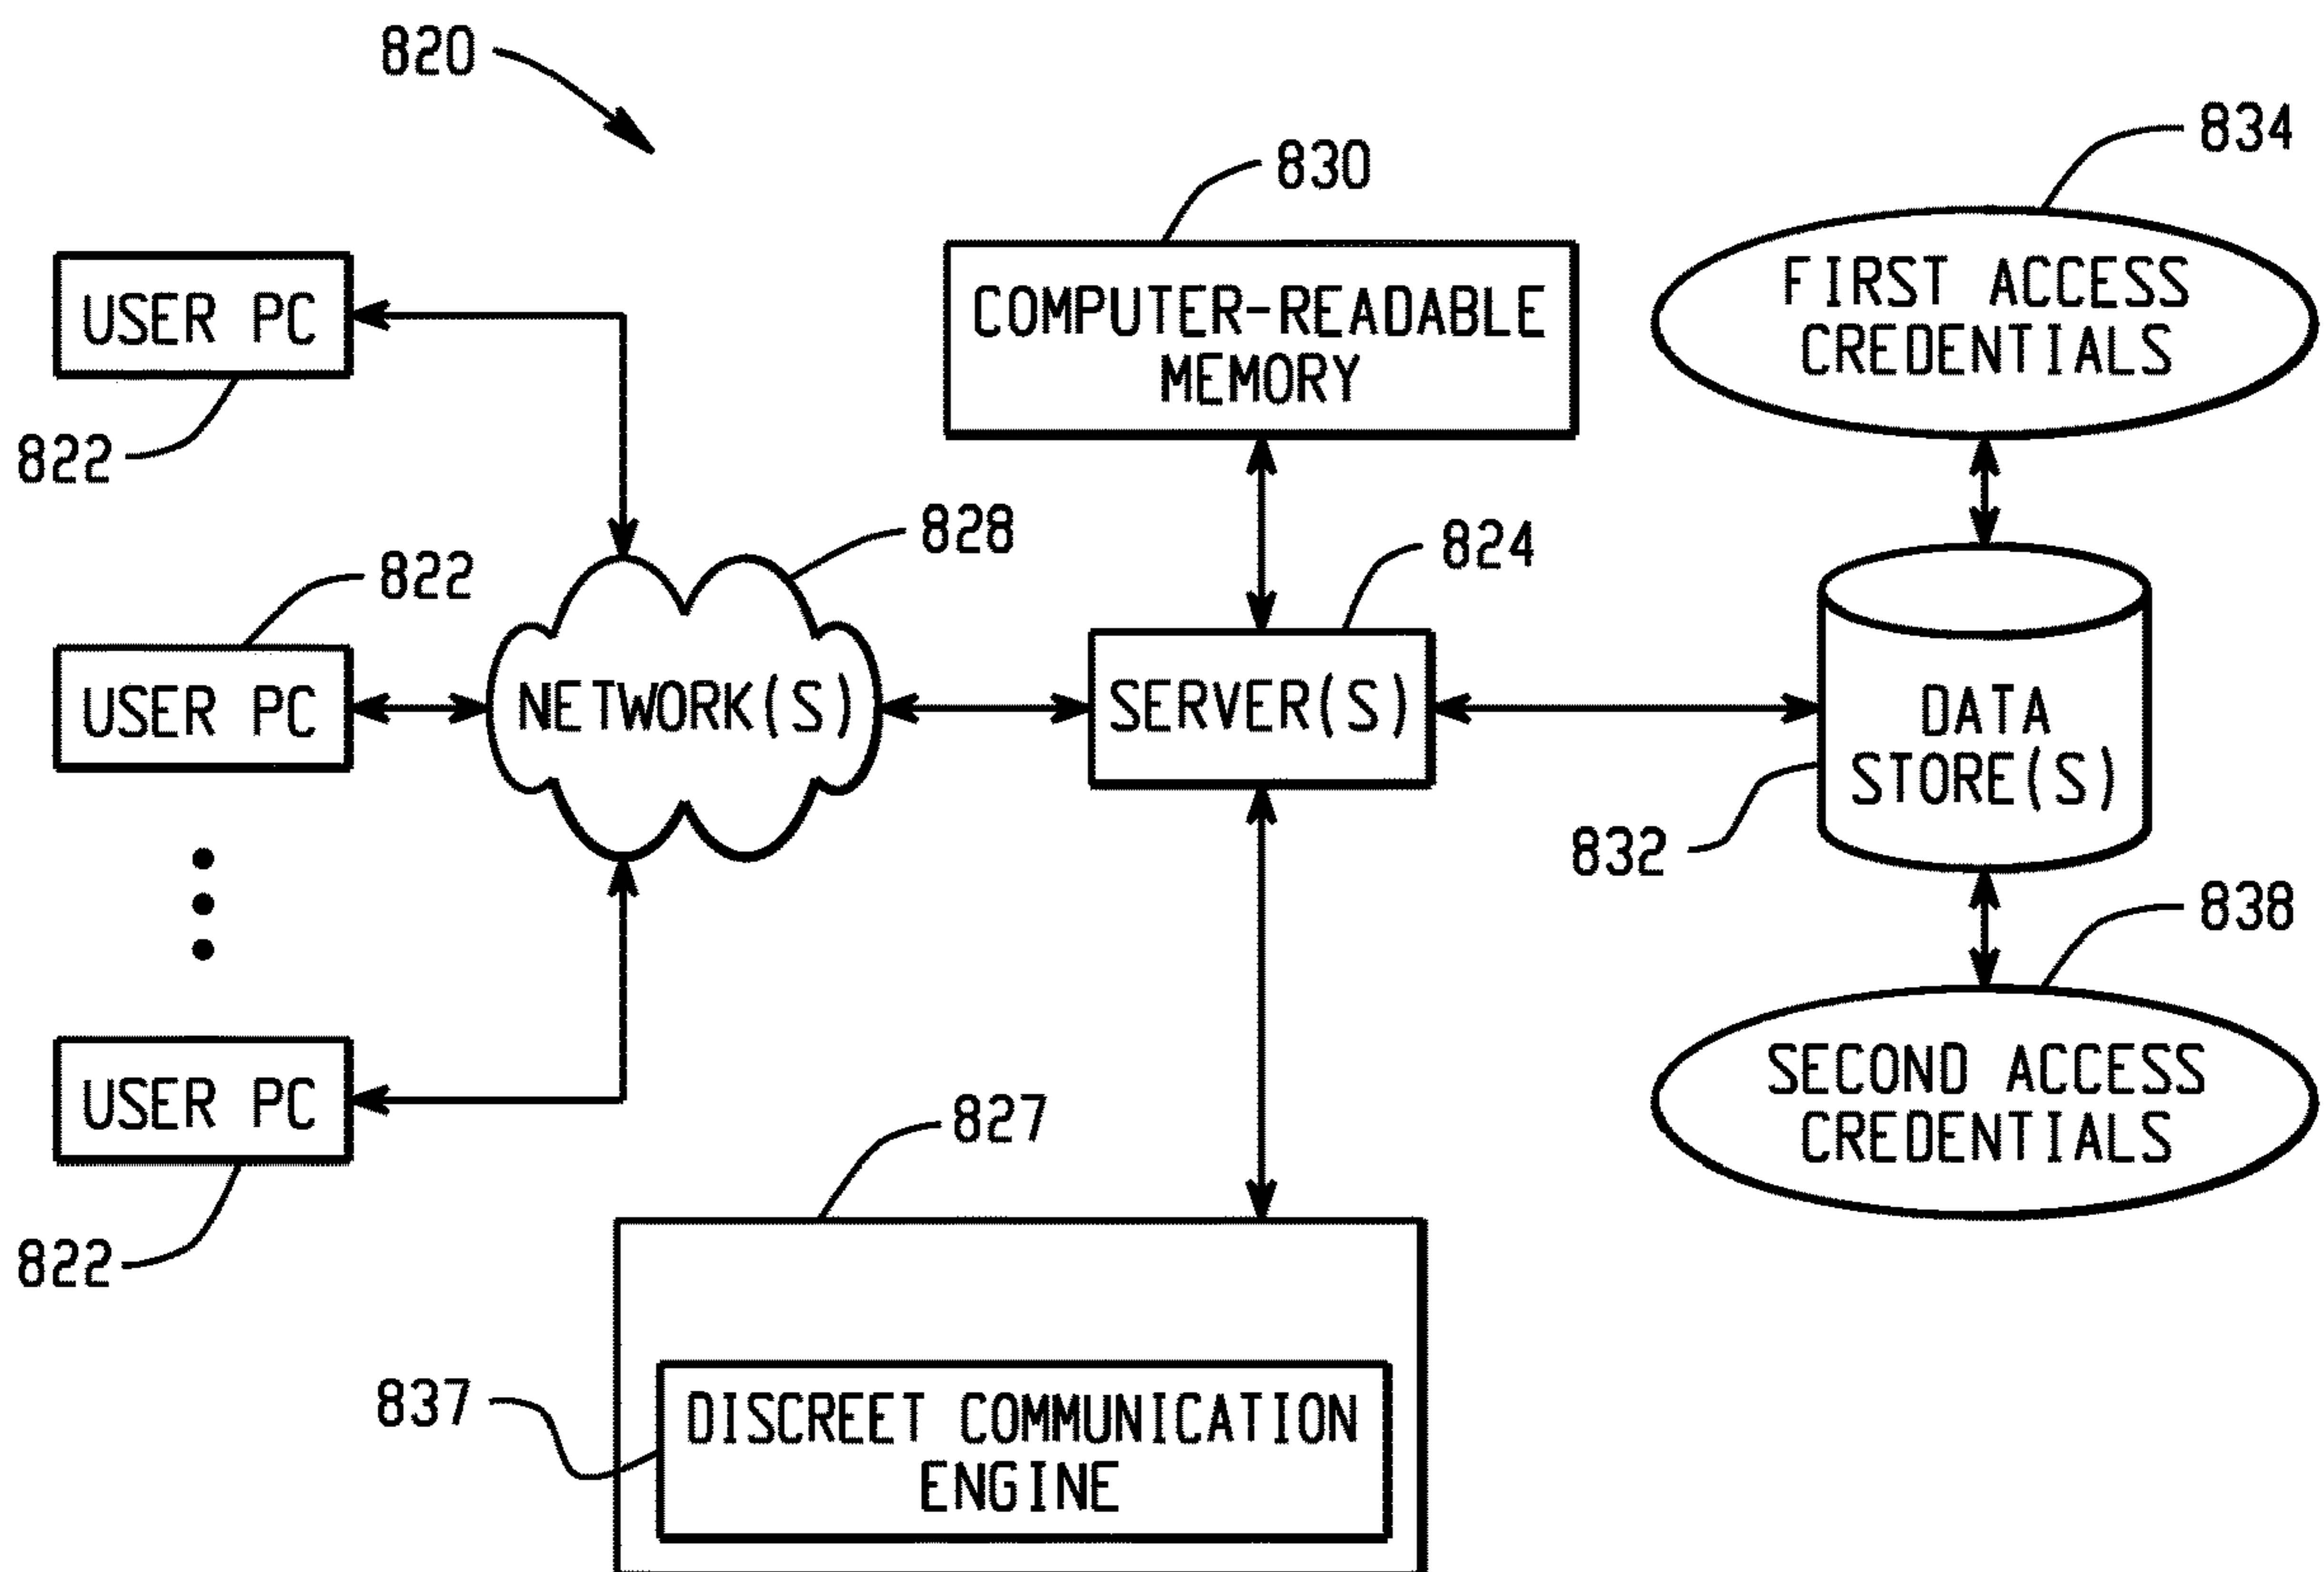 820
834
830
USER PC
COMPUTER-READABLE
MEMORY
FIRST ACCESS
CREDENTIALS
822
828
824
822
USER PC
NETWORK(S)
SERVER(S)
DATA
STORE(S)
832
838
USER PC
827
SECOND ACCESS
CREDENTIALS
822
837
DISCREET COMMUNICATION
ENGINE